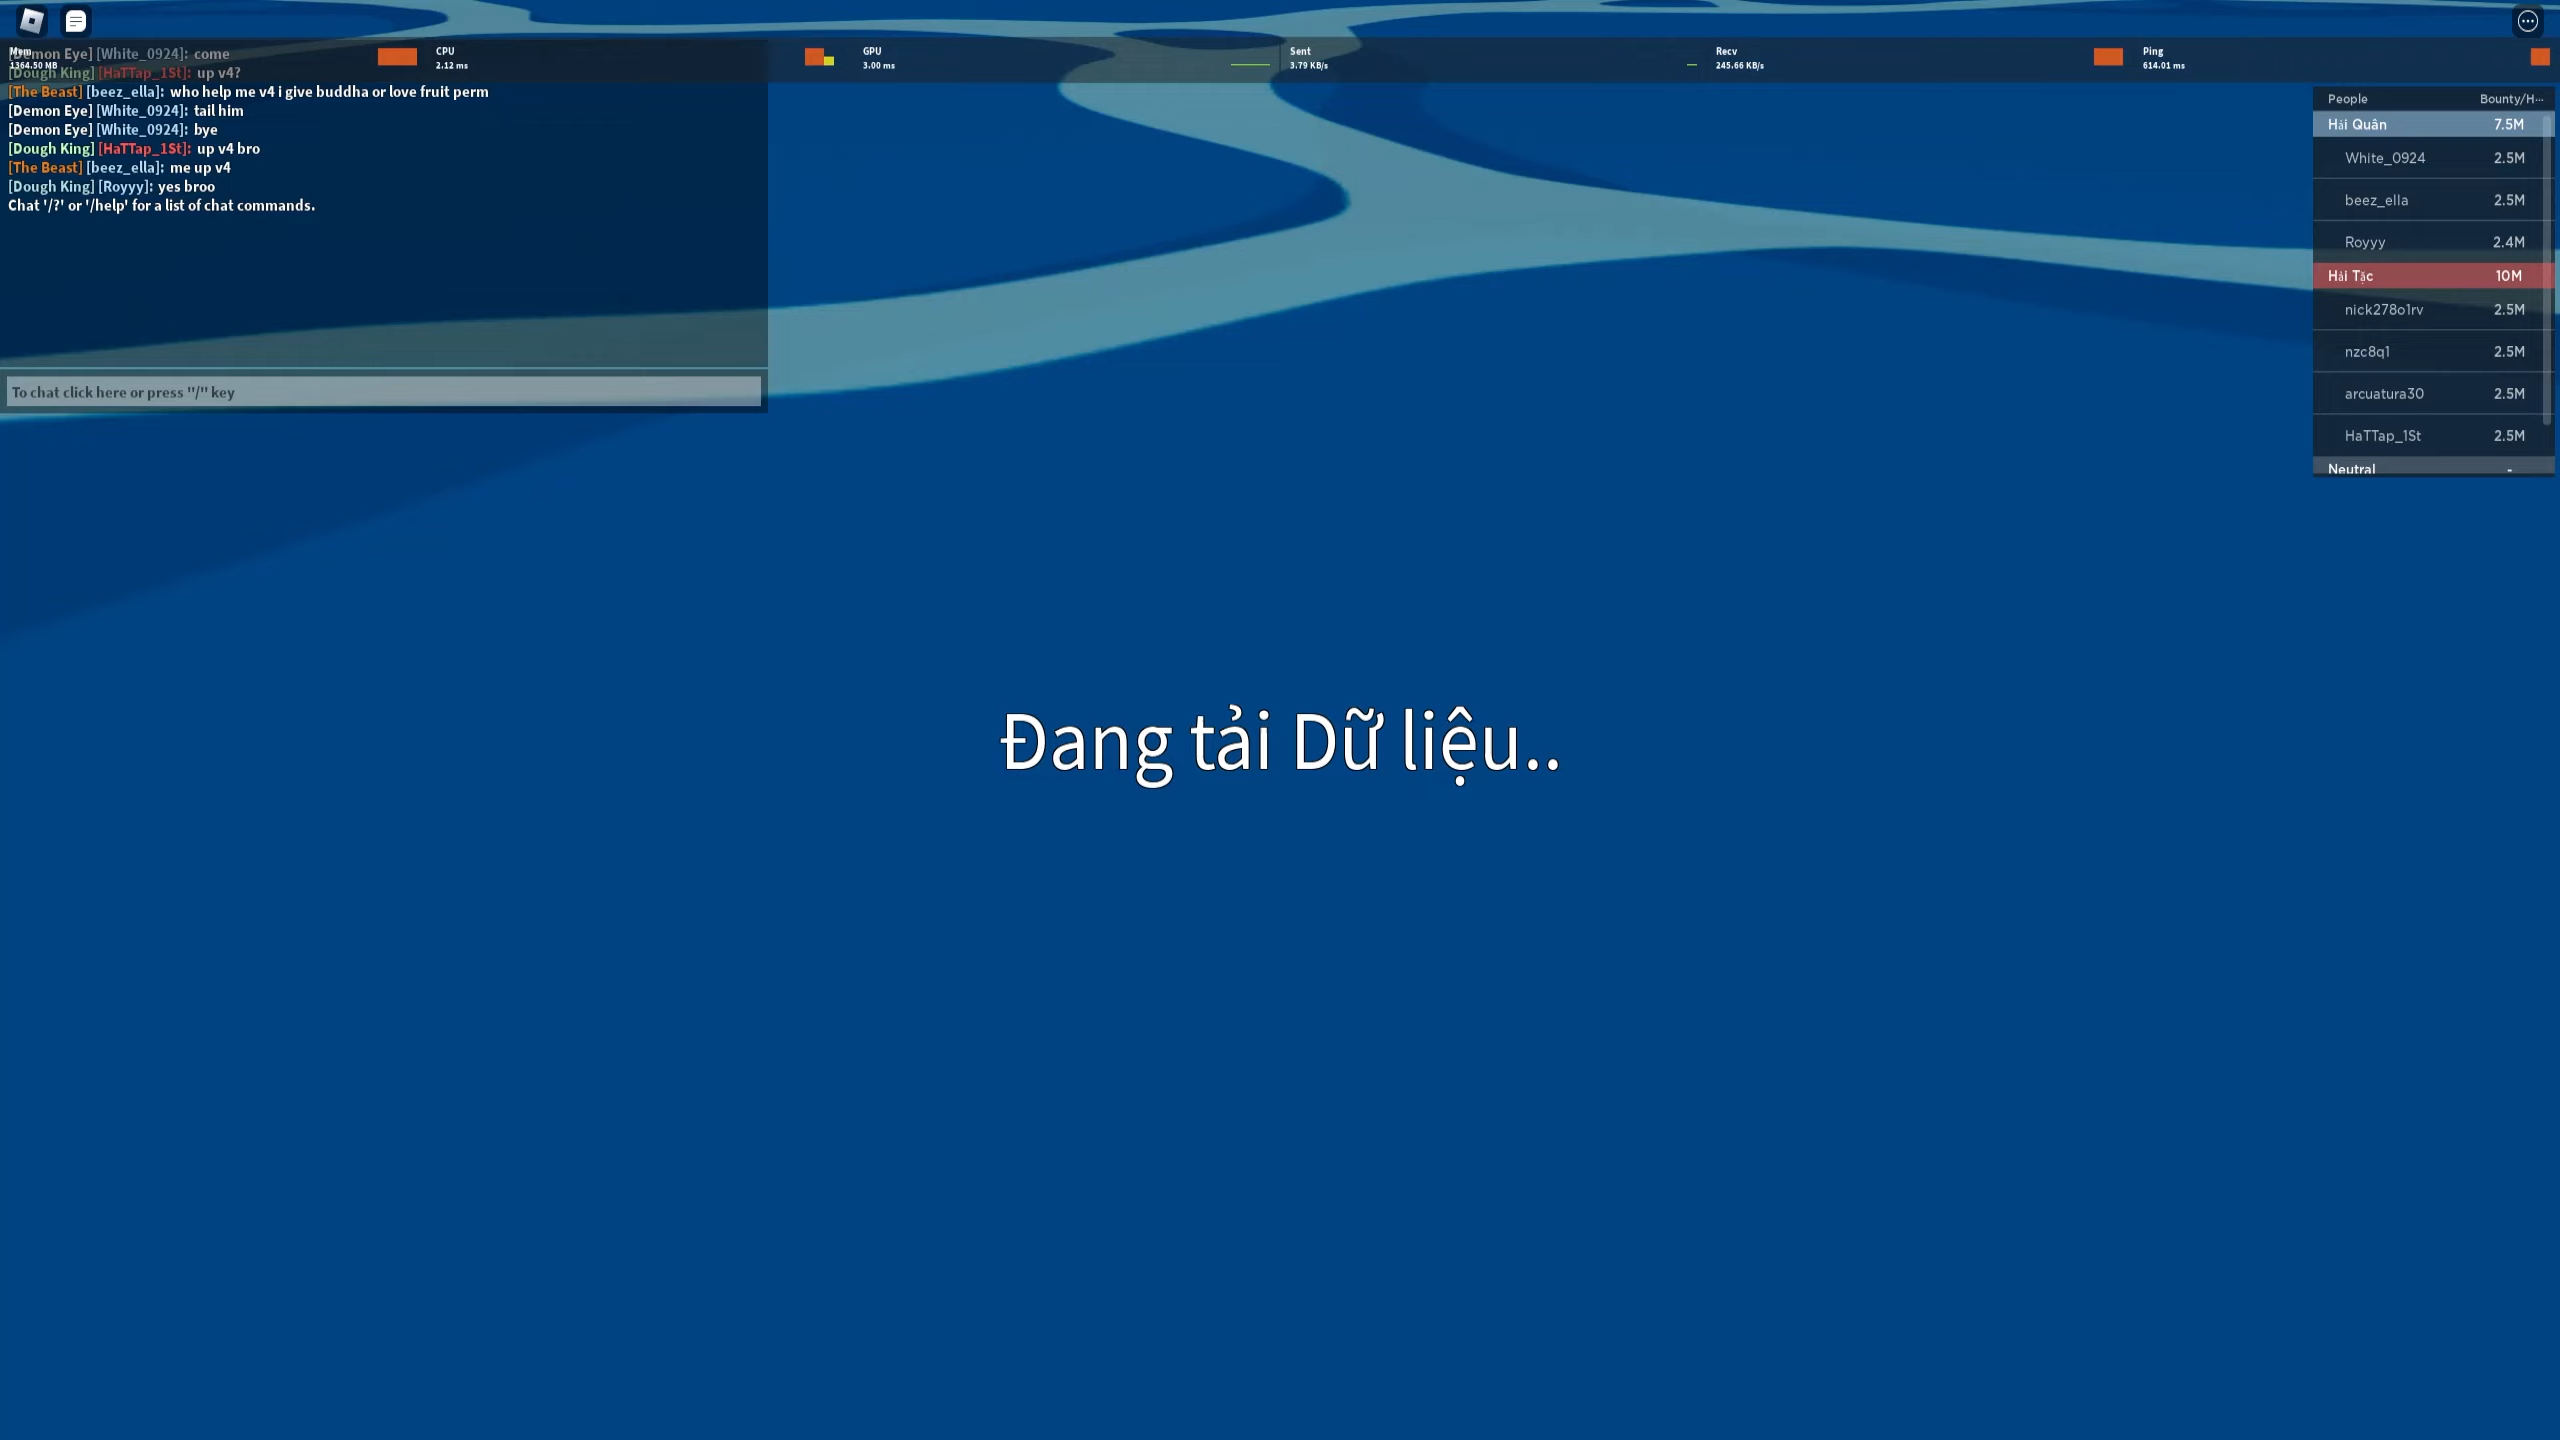 Mem
1364.50 MB
CPU
2.12 ms
GPU
3.00 ms
Sent
3.79 KB/s
Recv
245.66 KB/s
Ping
614.01 ms
[Demon Eye] [White_0924]: come
[Dough King] [HaTTap_1St]: up v4?
[The Beast] [beez_ella]: who help me v4 i give buddha or love fruit perm
[Demon Eye] [White_0924]: tail him
[Demon Eye] [White_0924]: bye
[Dough King] [HaTTap_1St]: up v4 bro
[The Beast] [beez_ella]: me up v4
[Dough King] [Royyy]: yes broo
Chat '/?' or '/help' for a list of chat commands.
To chat click here or press "/" key
People Bounty/H...
Hải Quân 7.5M
White_0924 2.5M
beez_ella 2.5M
Royyy 2.4M
Hải Tặc 10M
nick278o1rv 2.5M
nzc8q1 2.5M
arcuatura30 2.5M
HaTTap_1St 2.5M
Neutral -
Đang tải Dữ liệu..